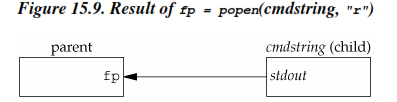 Figure 15.9. Result of fp = popen(cmdstring, "r")
parent cmdstring (child)
fp stdout